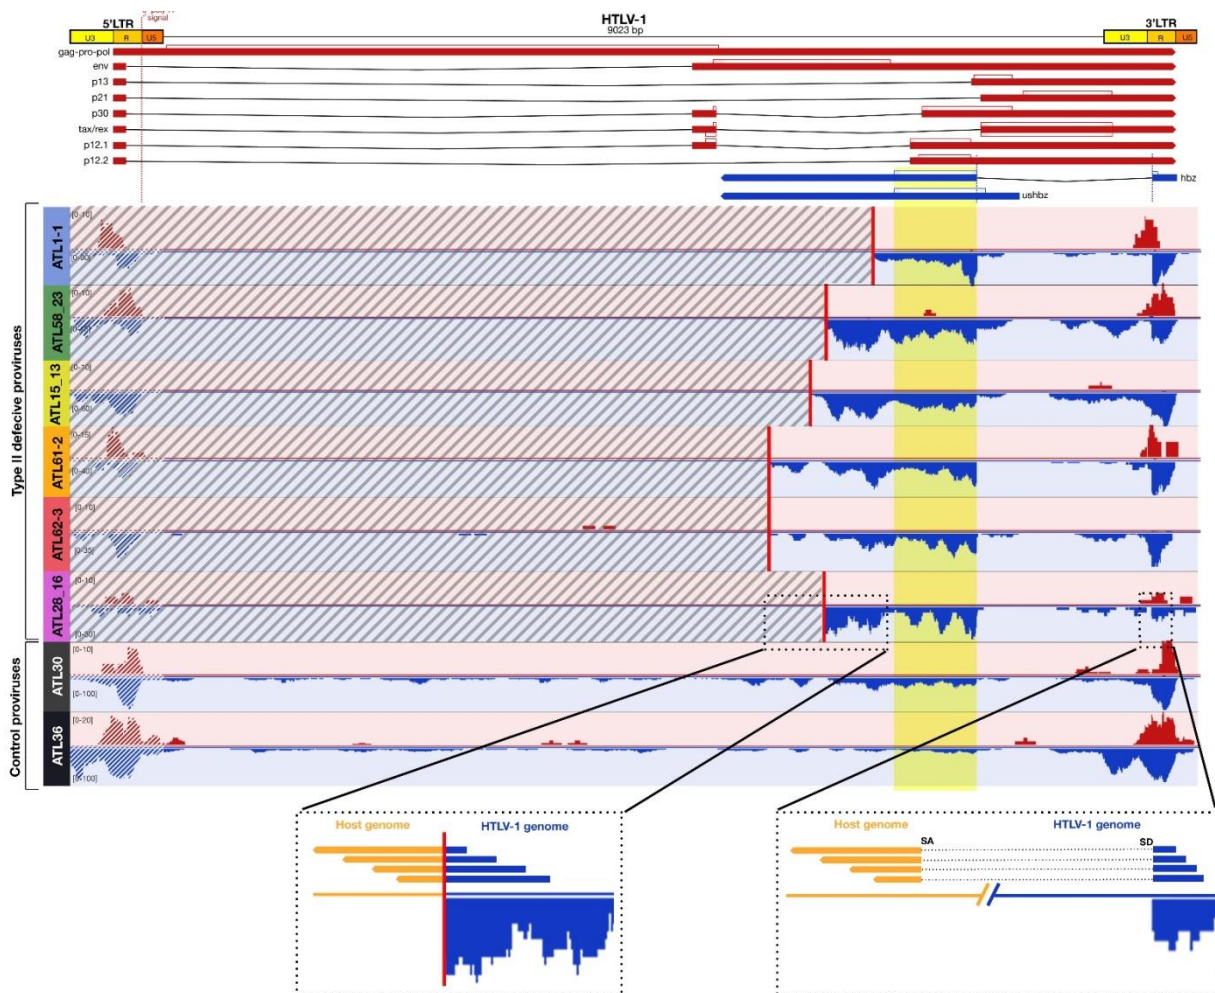 signal
5'LTR
HTLV-1
9023 bp
3'LTR
U3 R U5
U3 R U5
gag-pro-pol
env
p13
p21
p30
tax/rex
p12.1
p12.2
hbz
ushbz
Type II defecive proviruses
ATL1-1
[0-10]
ATL58_23
[0-10]
ATL15_13
[0-10]
[0-60]
ATL61-2
[0-15]
[0-40]
ATL62-3
[0-10]
[0-35]
ATL28_16
[0-10]
Control proviruses
ATL30
[0-10]
[0-100]
ATL36
[0-20]
[0-100]
Host genome HTLV-1 genome
Host genome HTLV-1 genome
SA SD